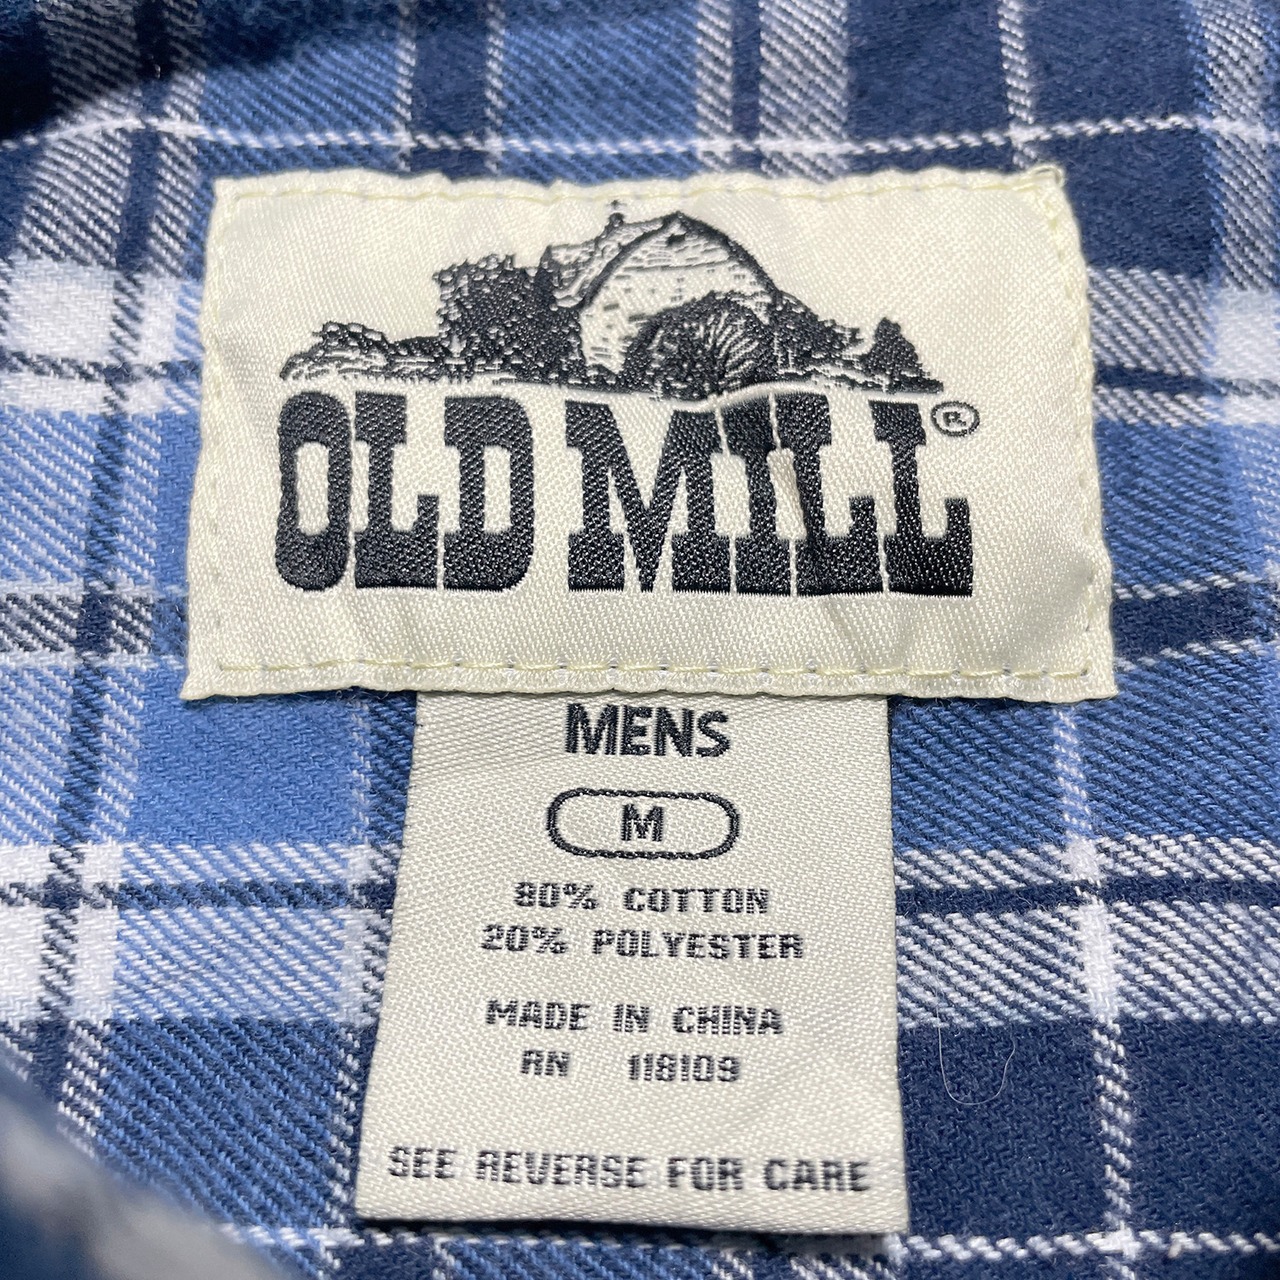 OLD MILL®
MENS
M
80% COTTON
20% POLYESTER
MADE IN CHINA
RN 118109
SEE REVERSE FOR CARE